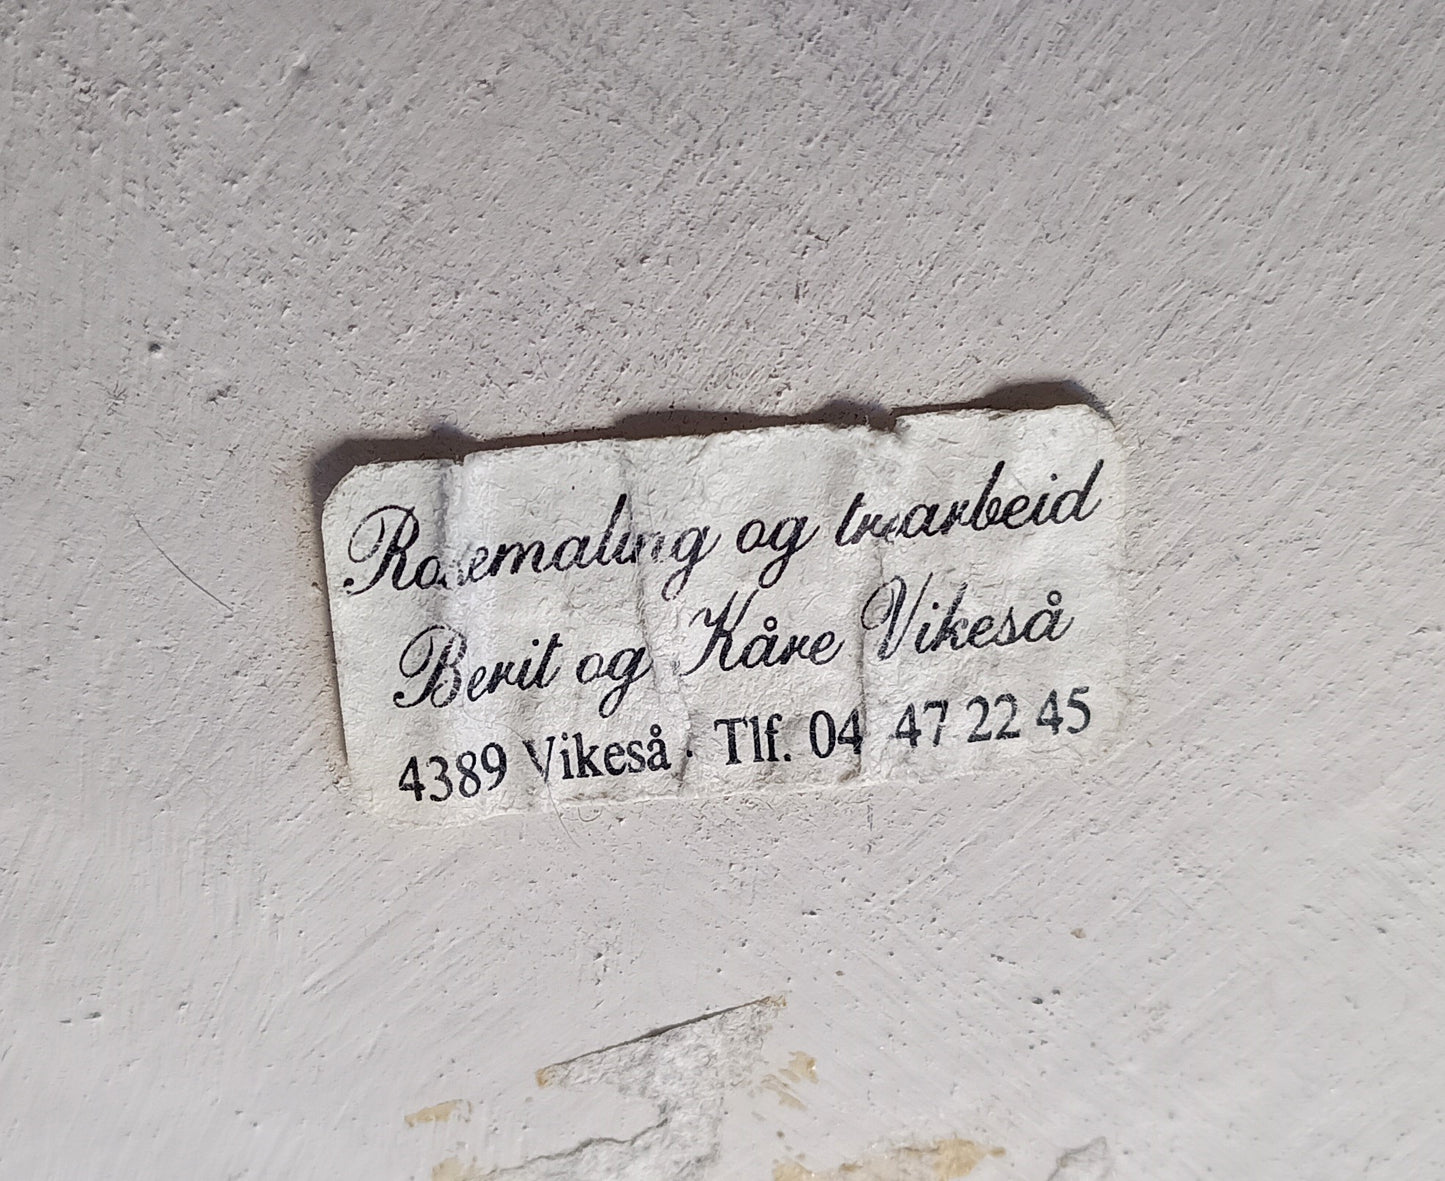 Rosemaling og trearbeid
Berit og Kåre Vikeså
4389 Vikeså · Tlf. 04 47 22 45